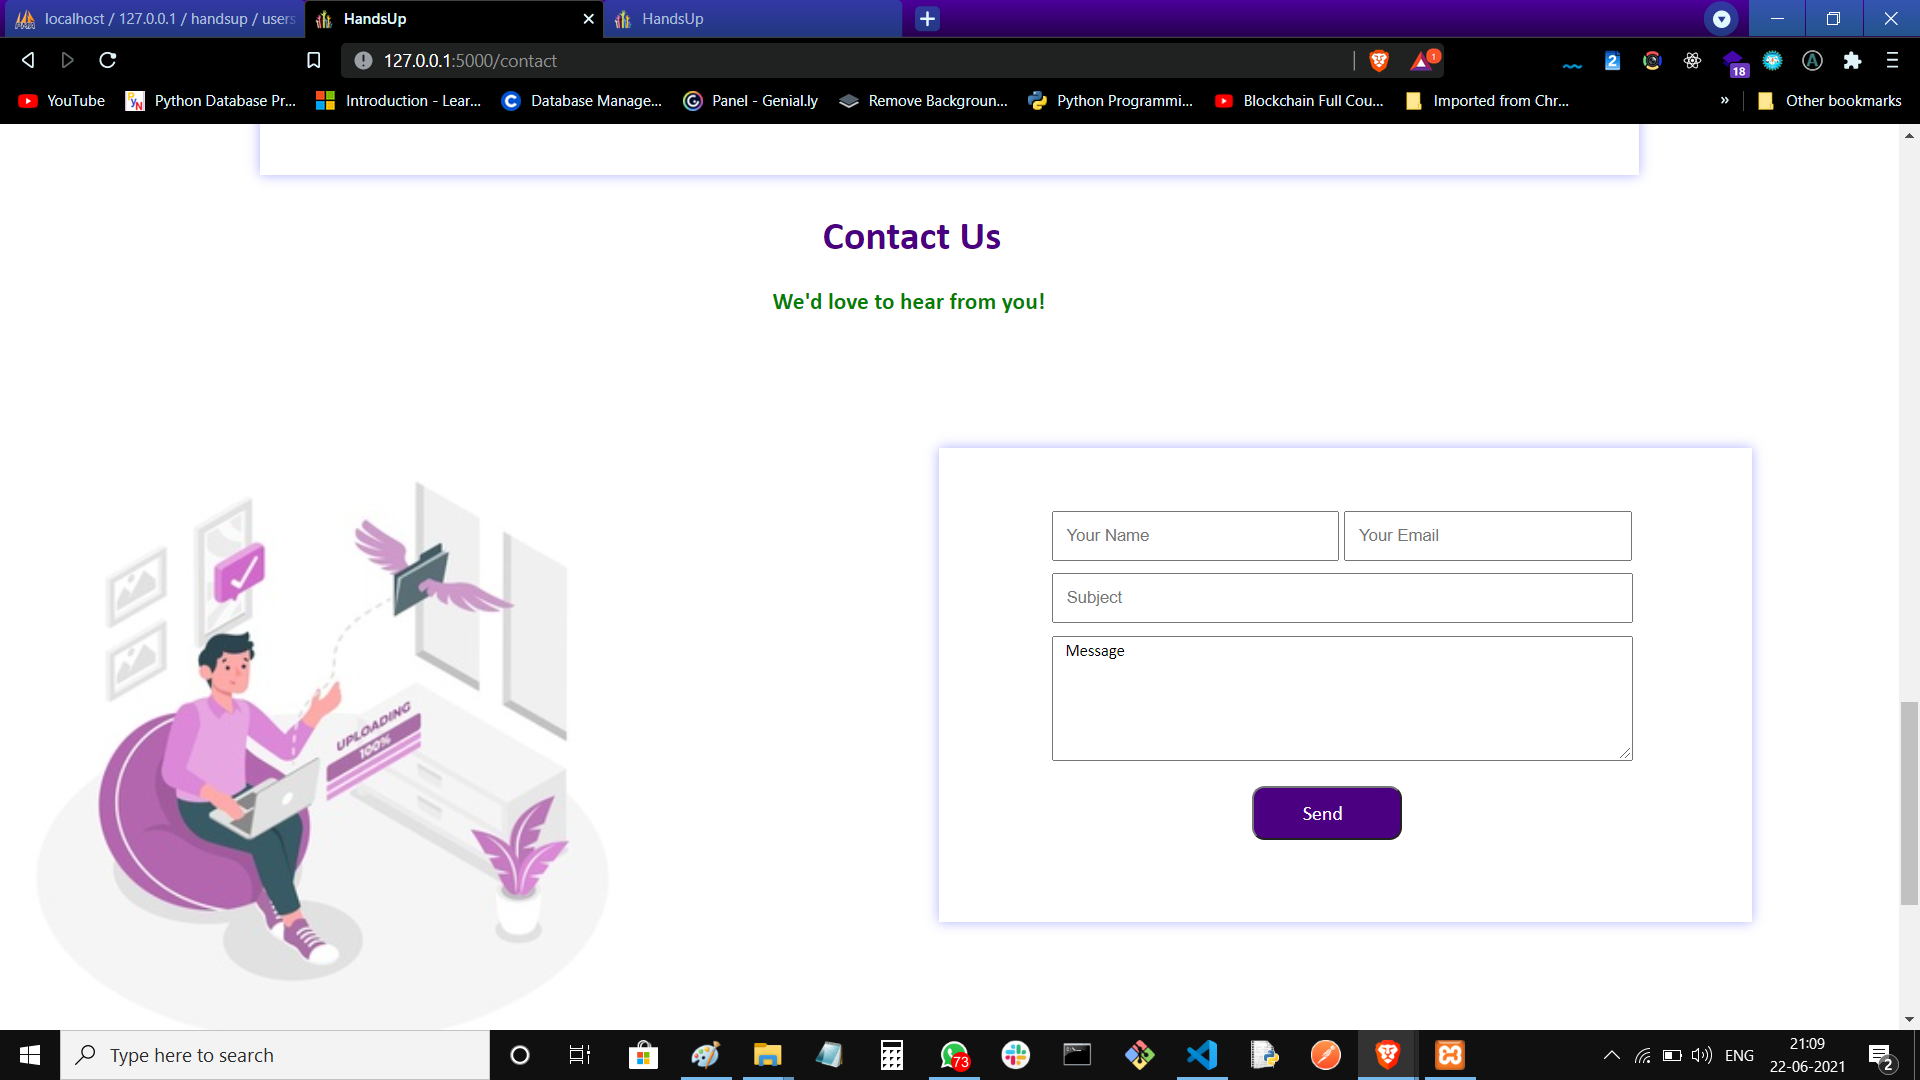 localhost / 127.0.0.1 / handsup / users
HandsUp
HandsUp
127.0.0.1:5000/contact
1
2
18
A
YouTube
Python Database Pr...
Introduction - Lear...
Database Manage...
Panel - Genial.ly
Remove Backgroun...
Python Programmi...
Blockchain Full Cou...
Imported from Chr...
»
Other bookmarks
Contact Us
We'd love to hear from you!
Your Name
Your Email
Subject
Message
Send
UPLOADING
100%
Type here to search
73
ENG
21:09
22-06-2021
2